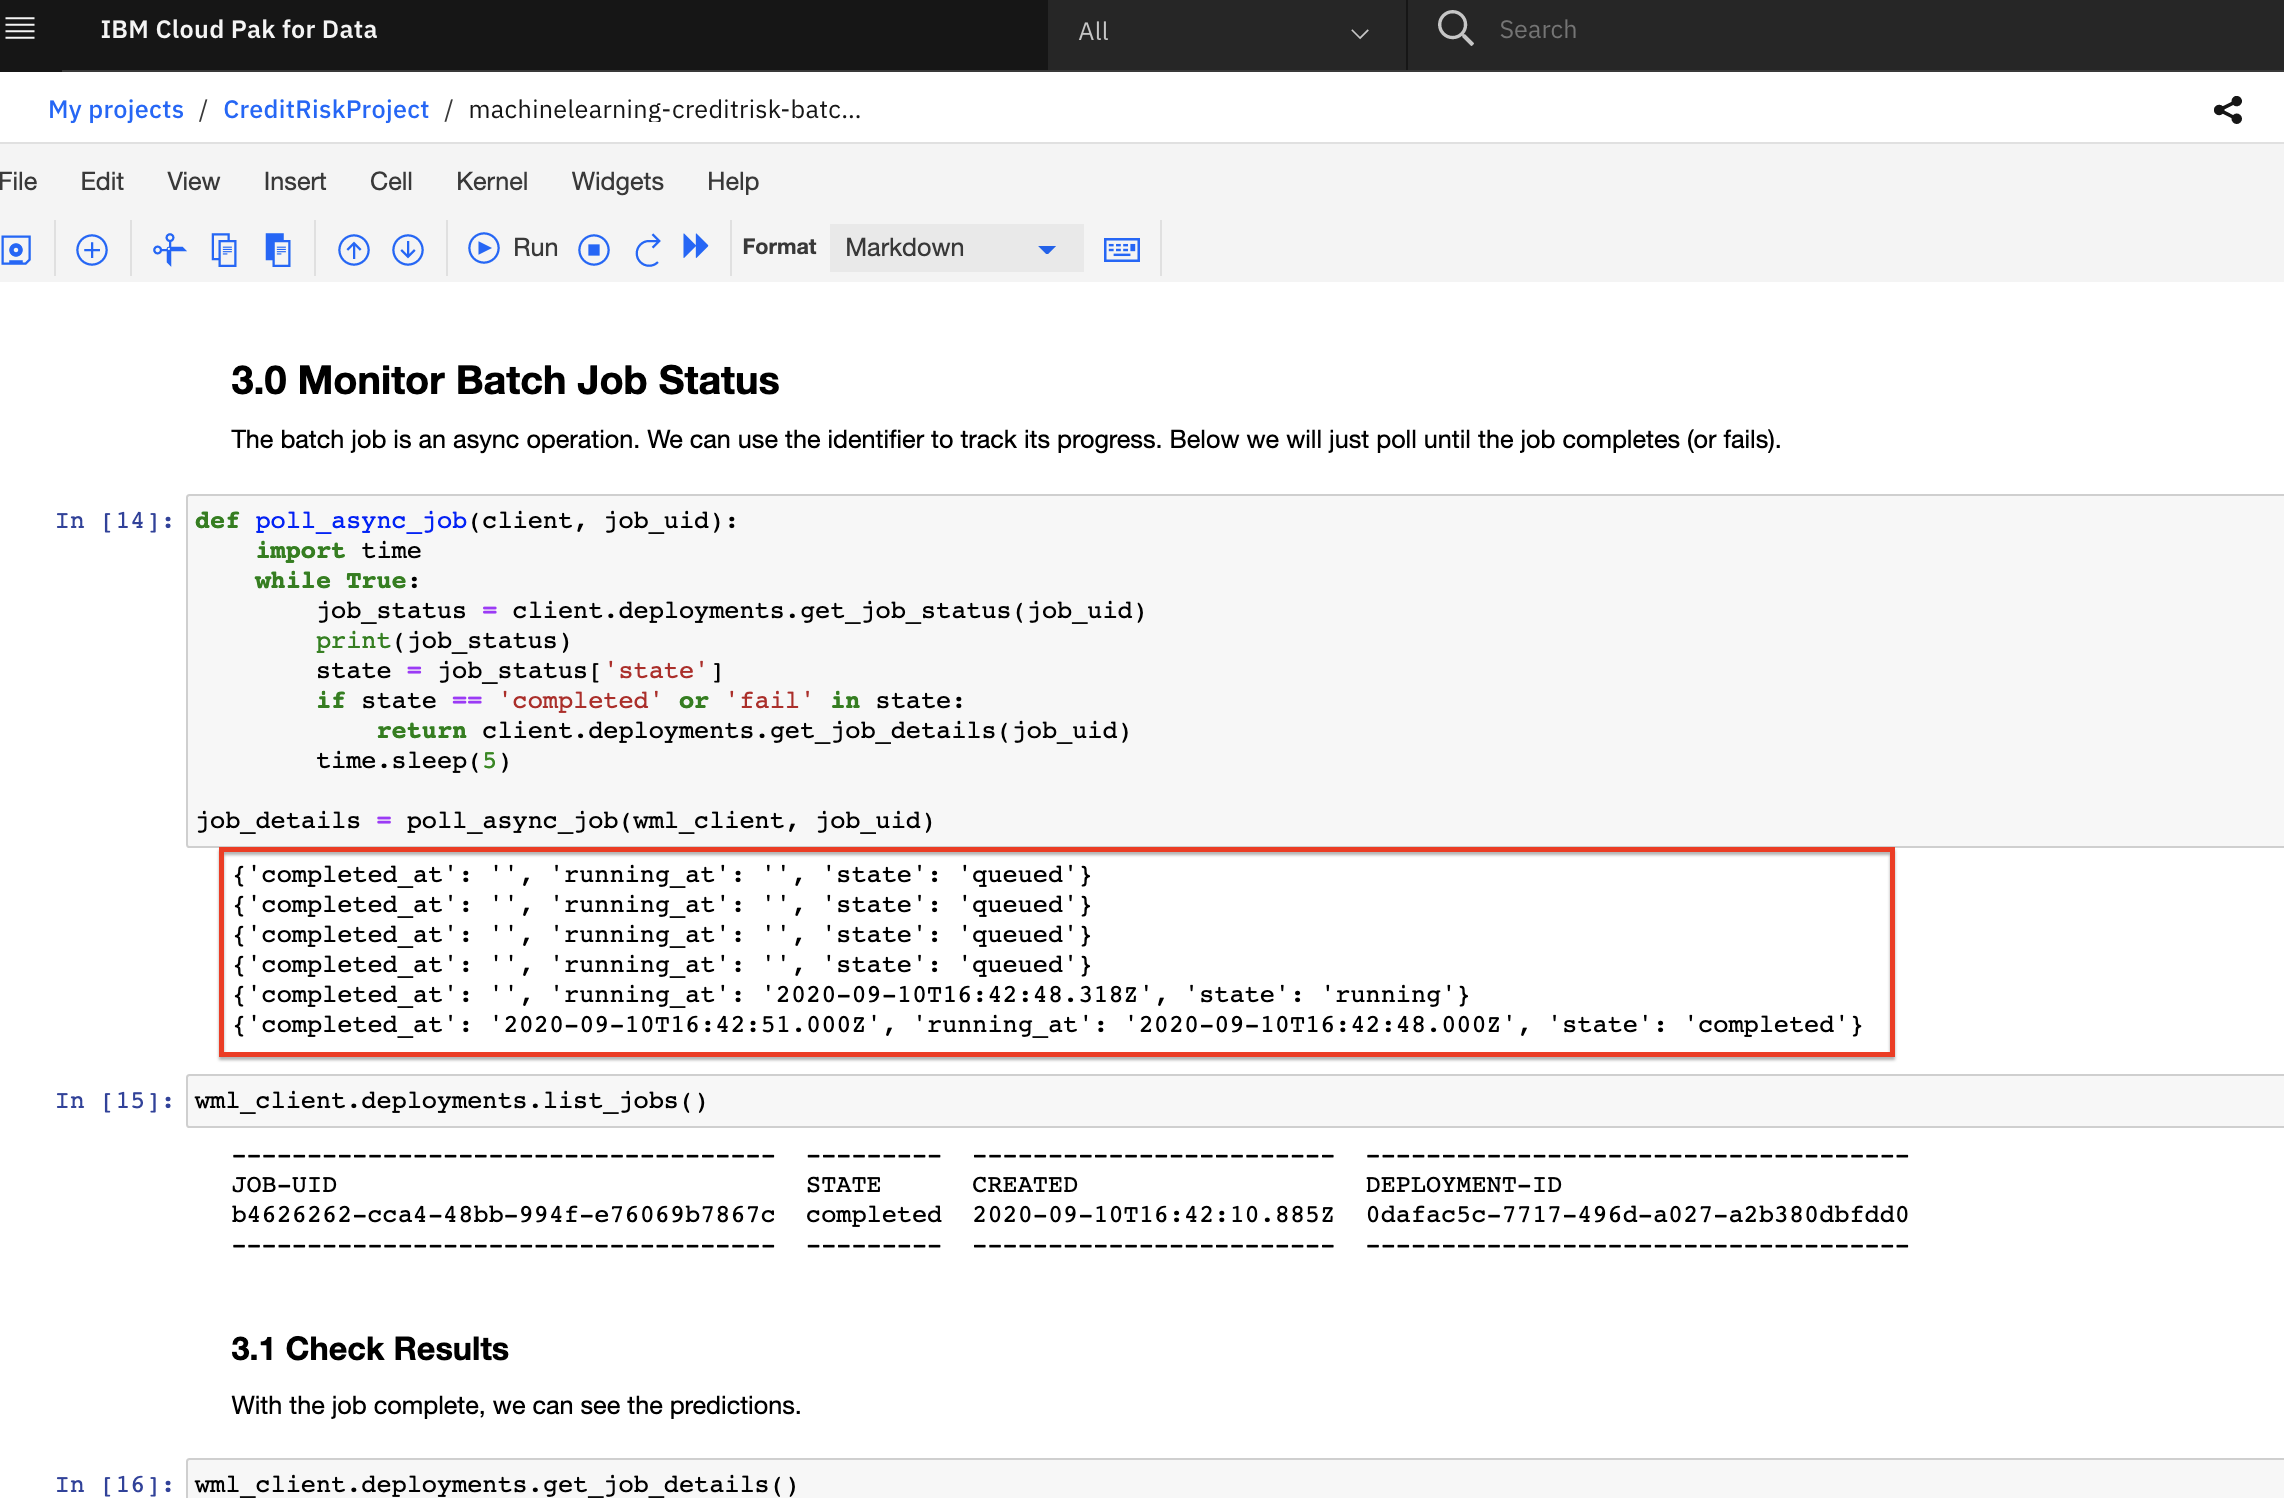 IBM Cloud Pak for Data
All
Search
My projects / CreditRiskProject / machinelearning-creditrisk-batc...
File Edit View Insert Cell Kernel Widgets Help
Run Format Markdown
3.0 Monitor Batch Job Status
The batch job is an async operation. We can use the identifier to track its progress. Below we will just poll until the job completes (or fails).
In [14]: def poll_async_job(client, job_uid):
    import time
    while True:
        job_status = client.deployments.get_job_status(job_uid)
        print(job_status)
        state = job_status['state']
        if state == 'completed' or 'fail' in state:
            return client.deployments.get_job_details(job_uid)
        time.sleep(5)
job_details = poll_async_job(wml_client, job_uid)
{'completed_at': '', 'running_at': '', 'state': 'queued'}
{'completed_at': '', 'running_at': '', 'state': 'queued'}
{'completed_at': '', 'running_at': '', 'state': 'queued'}
{'completed_at': '', 'running_at': '', 'state': 'queued'}
{'completed_at': '', 'running_at': '2020-09-10T16:42:48.318Z', 'state': 'running'}
{'completed_at': '2020-09-10T16:42:51.000Z', 'running_at': '2020-09-10T16:42:48.000Z', 'state': 'completed'}
In [15]: wml_client.deployments.list_jobs()
------------------------------------  ---------  ------------------------  ------------------------------------
JOB-UID  STATE  CREATED  DEPLOYMENT-ID
b4626262-cca4-48bb-994f-e76069b7867c  completed  2020-09-10T16:42:10.885Z  0dafac5c-7717-496d-a027-a2b380dbfdd0
------------------------------------  ---------  ------------------------  ------------------------------------
3.1 Check Results
With the job complete, we can see the predictions.
In [16]: wml_client.deployments.get_job_details()